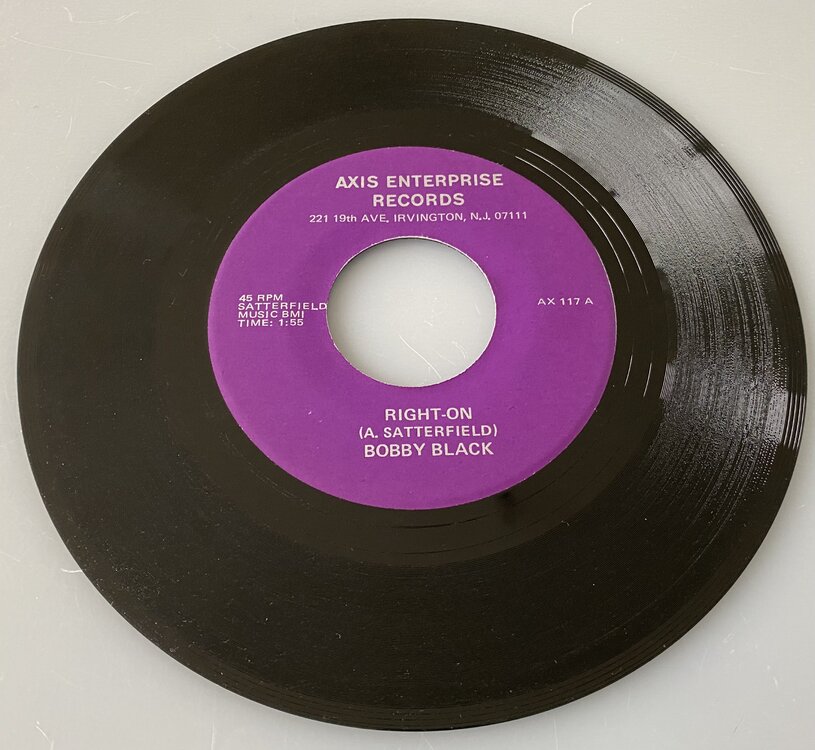 AXIS ENTERPRISE
RECORDS
221 19th AVE, IRVINGTON, N.J. 07111
45 RPM
SATTERFIELD
MUSIC BMI
TIME: 1:55
AX 117 A
RIGHT-ON
(A. SATTERFIELD)
BOBBY BLACK